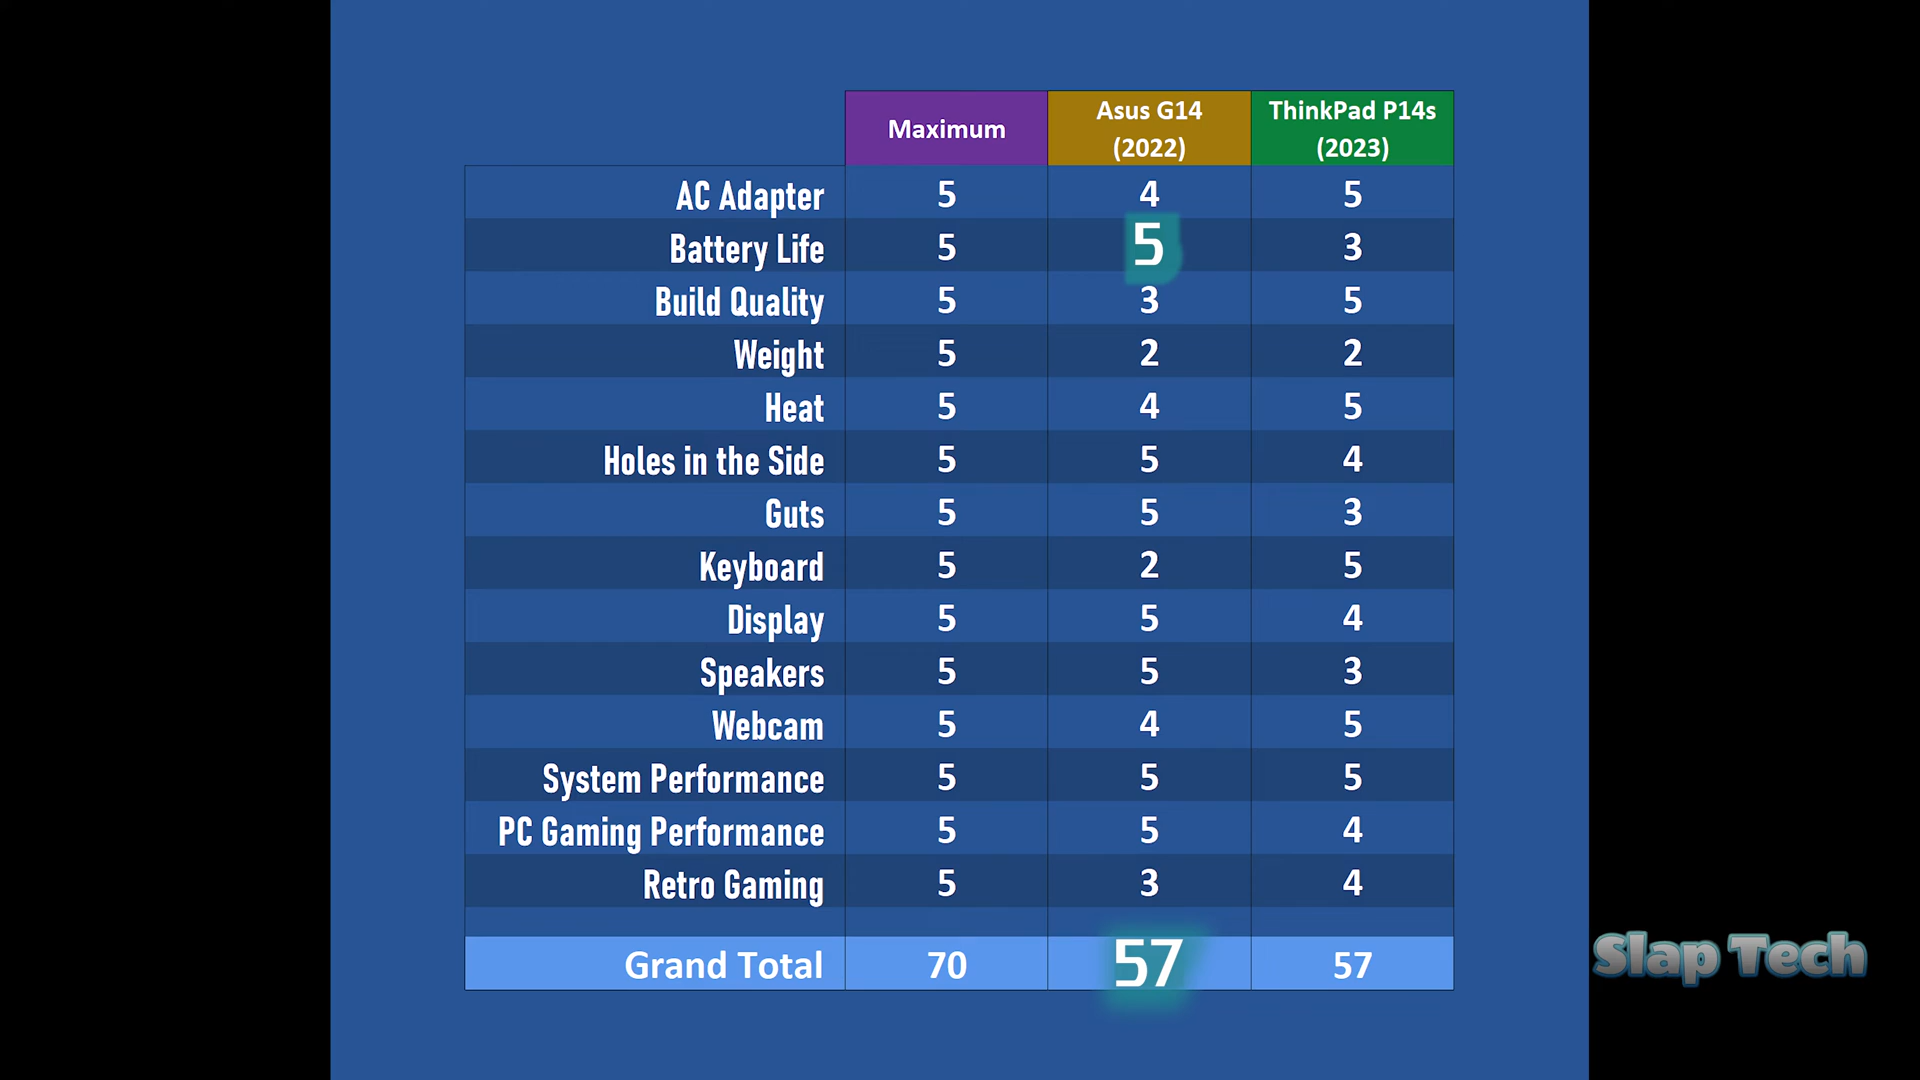 Maximum Asus G14 (2022) ThinkPad P14s (2023)
AC Adapter 5 4 5
Battery Life 5 5 3
Build Quality 5 3 5
Weight 5 2 2
Heat 5 4 5
Holes in the Side 5 5 4
Guts 5 5 3
Keyboard 5 2 5
Display 5 5 4
Speakers 5 5 3
Webcam 5 4 5
System Performance 5 5 5
PC Gaming Performance 5 5 4
Retro Gaming 5 3 4
Grand Total 70 57 57
Slap Tech